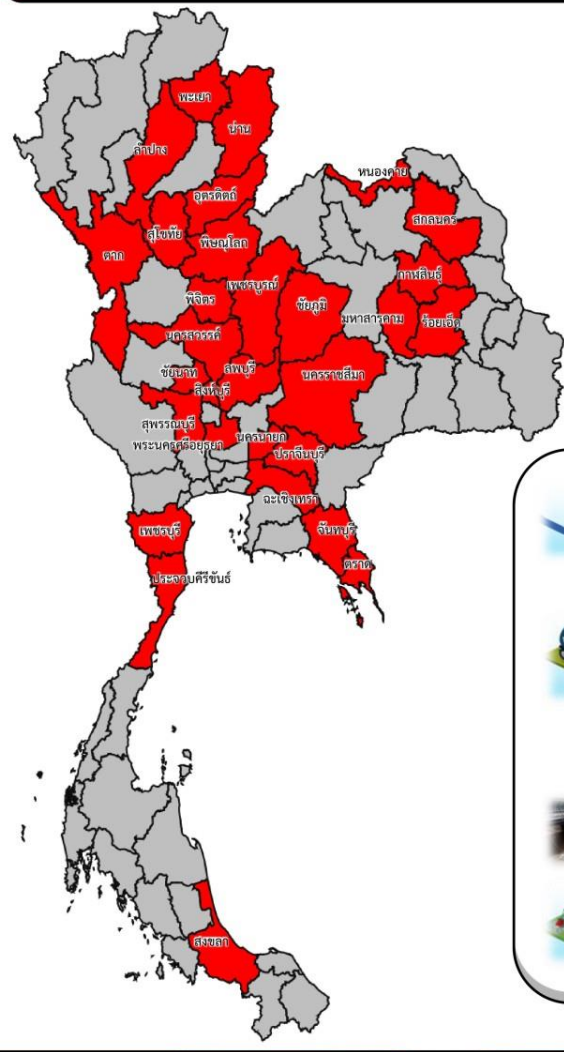 พะเยา
น่าน
ลำปาง
หนองคาย
อุตรดิตถ์
สกลนคร
สุโขทัย
พิษณุโลก
ตาก
กาฬสินธุ์
เพชรบูรณ์
พิจิตร
ชัยภูมิ
มหาสารคาม
ร้อยเอ็ด
นครสวรรค์
ชัยนาท
ลพบุรี
นครราชสีมา
สิงห์บุรี
สุพรรณบุรี
นครนายก
พระนครศรีอยุธยา
ปราจีนบุรี
ฉะเชิงเทรา
เพชรบุรี
จันทบุรี
ตราด
ประจวบคีรีขันธ์
สงขลา